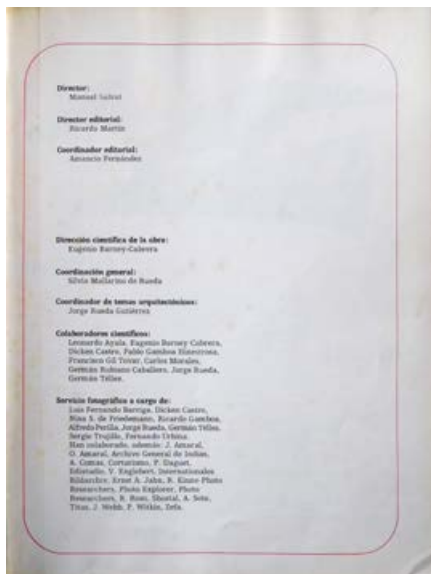 Director:
Manuel Salvat
Director editorial:
Ricardo Martín
Coordinador editorial:
Amancio Fernández
Dirección científica de la obra:
Eugenio Barney-Cabrera
Coordinación general:
Silvia Mallarino de Rueda
Coordinador de temas arquitectónicos:
Jorge Rueda Gutiérrez
Colaboradores científicos:
Leonardo Ayala, Eugenio Barney Cabrera,
Dicken Castro, Pablo Gamboa Hinestrosa,
Francisco Gil Tovar, Carlos Morales,
Germán Rubiano Caballero, Jorge Rueda,
Germán Téllez.
Servicio fotográfico a cargo de:
Luis Fernando Barriga, Dicken Castro,
Nina S. de Friedemann, Ricardo Gamboa,
Alfredo Perilla, Jorge Rueda, Germán Téllez,
Sergio Trujillo, Fernando Urbina.
Han colaborado, además: J. Amaral,
O. Amaral, Archivo General de Indias,
A. Comas, P. Daguet,
V. Englebert, Internationales
Bildarchiv, Ernst A. Jahn, R. Kinne-Photo
Researchers, Photo Explorer, Photo
Researchers, R. Rossi, Shostal, A. Soto,
Titus, J. Webb, P. Witkin, Zefa.